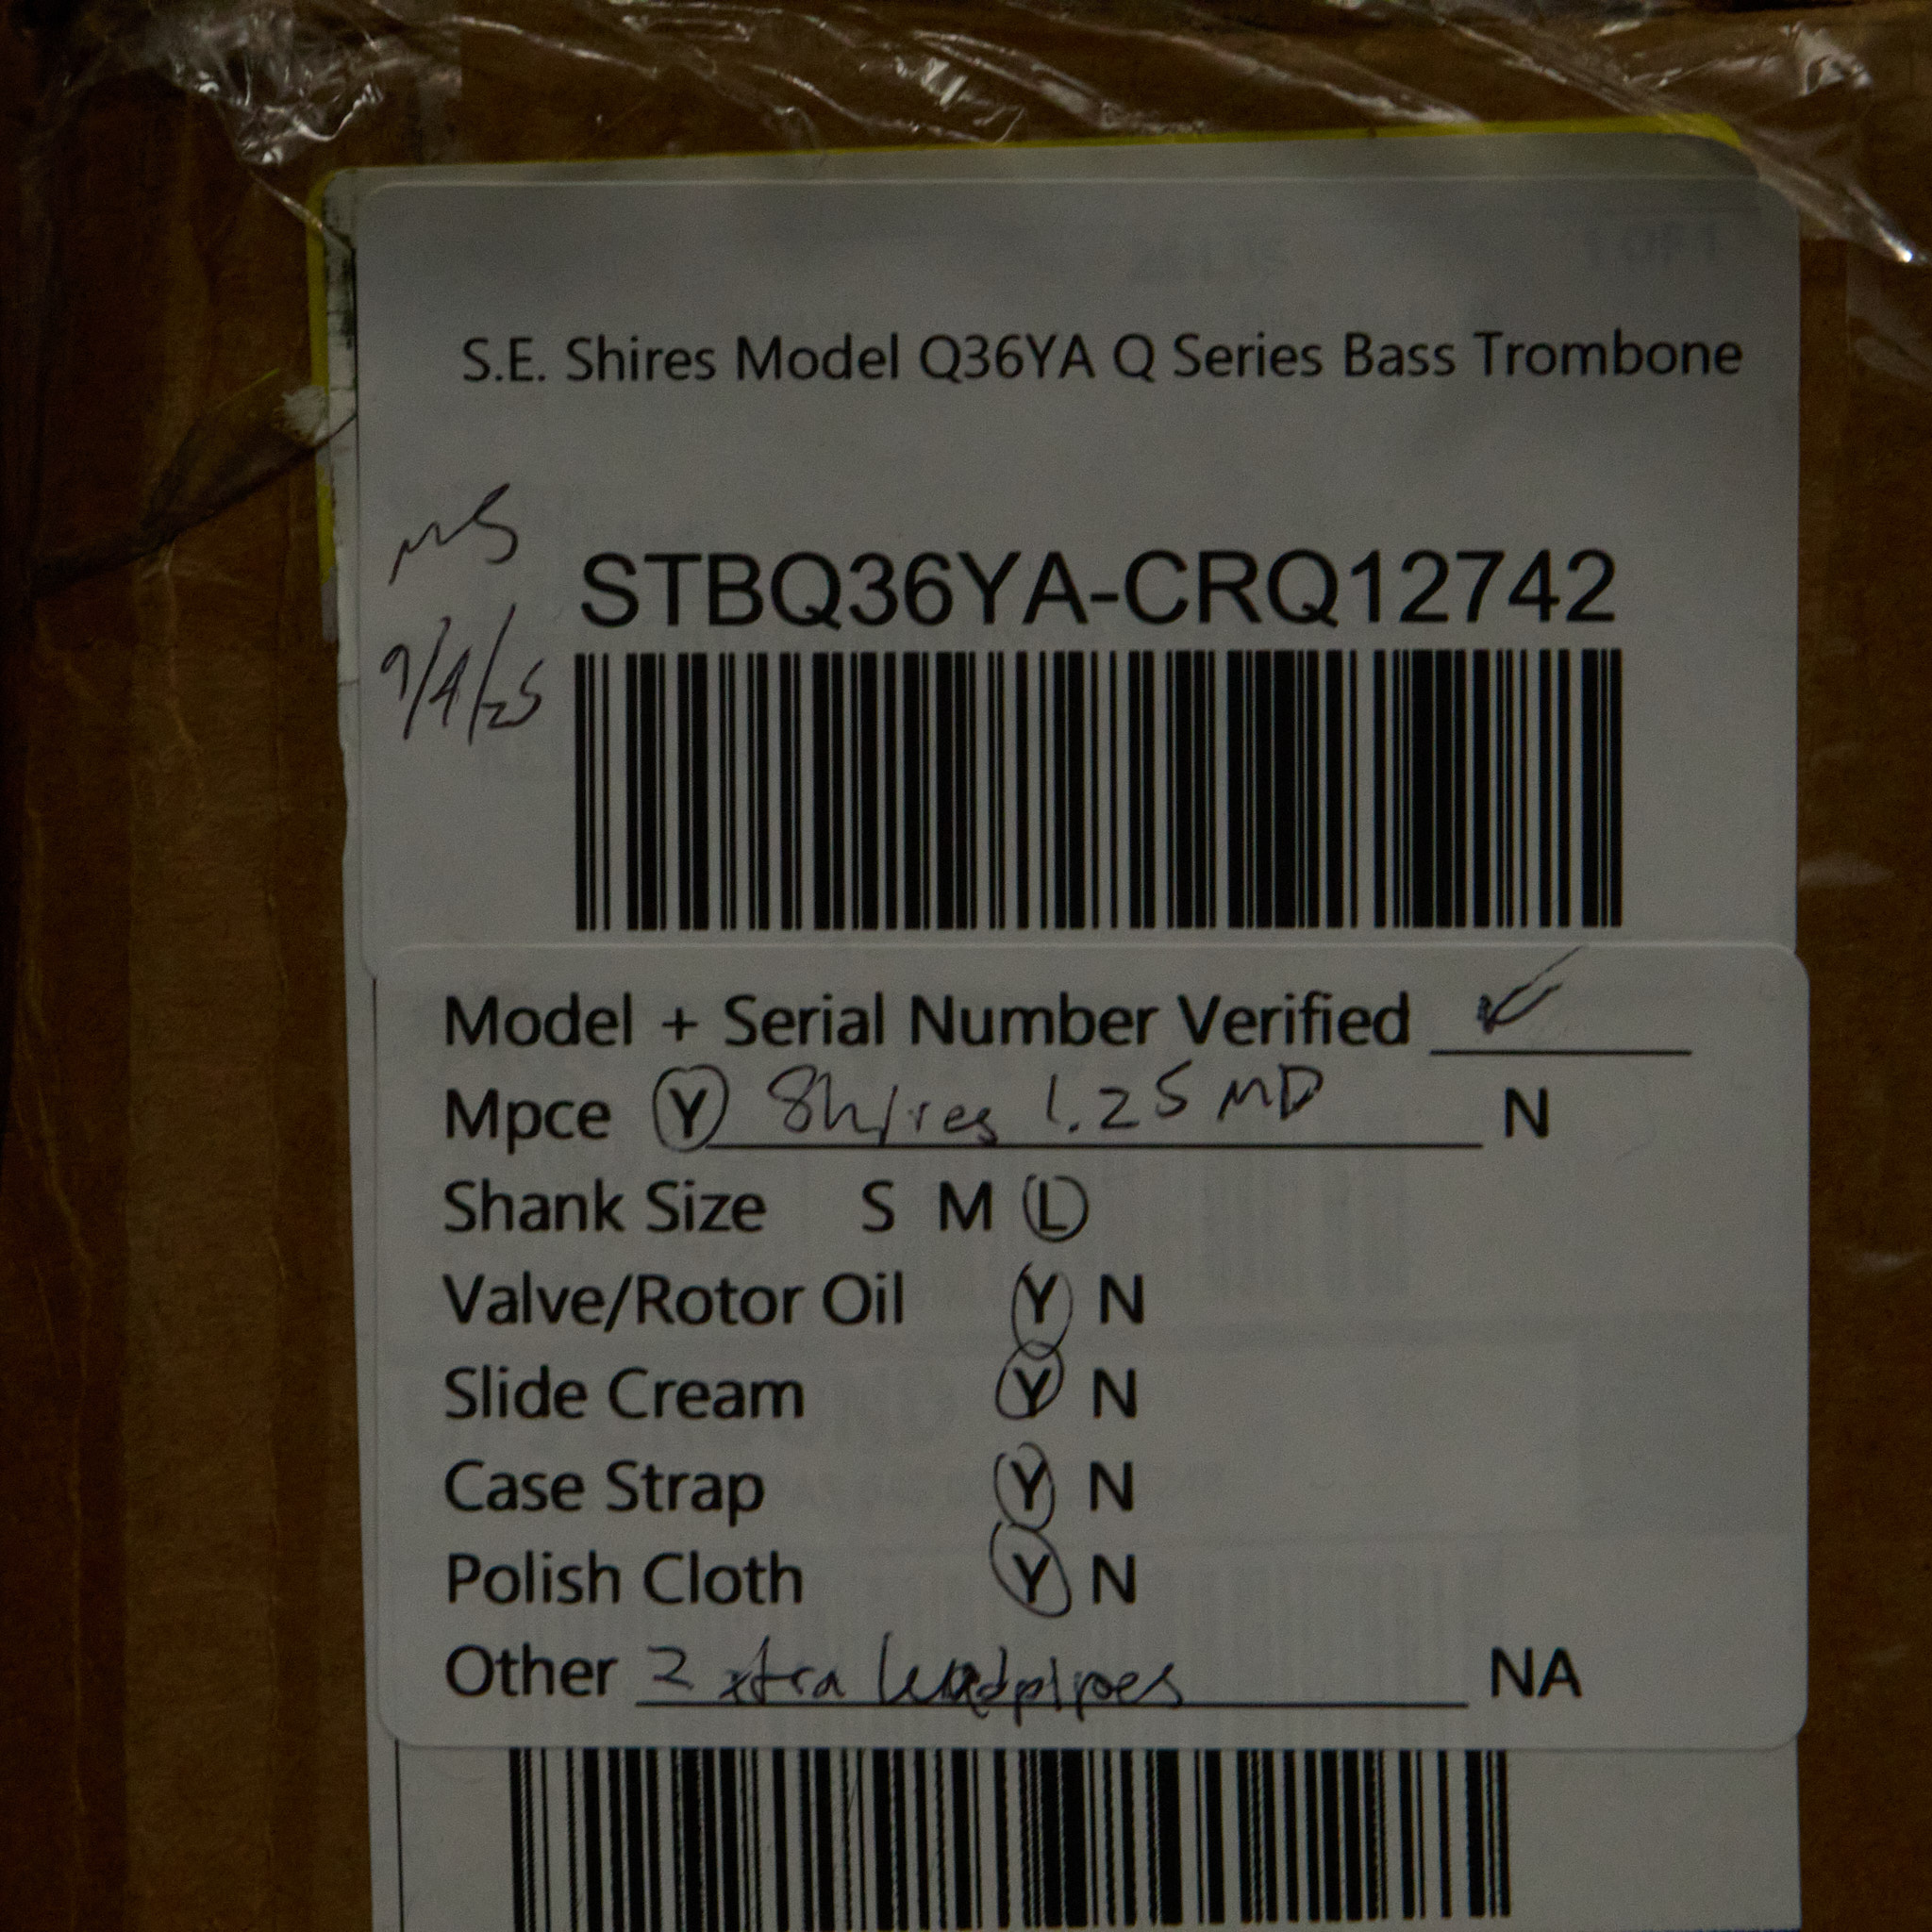 S.E. Shires Model Q36YA Q Series Bass Trombone
MS
9/4/25
STBQ36YA-CRQ12742
Model + Serial Number Verified ✓
Mpce Y Shires 1.25 MD N
Shank Size S M L
Valve/Rotor Oil Y N
Slide Cream Y N
Case Strap Y N
Polish Cloth Y N
Other 2 xtra leadpipes NA